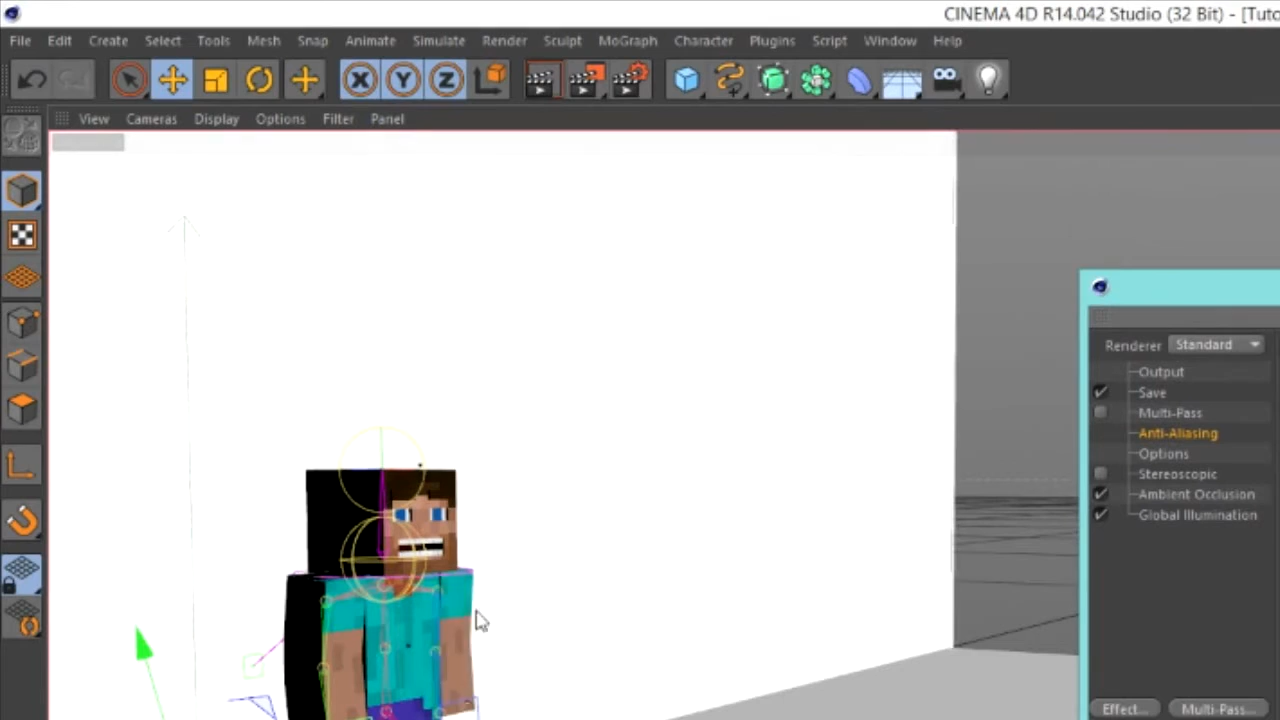 CINEMA 4D R14.042 Studio (32 Bit) - [Tuto
File Edit Create Select Tools Mesh Snap Animate Simulate Render Sculpt MoGraph Character Plugins Script Window Help
X Y Z
View Cameras Display Options Filter Panel
Renderer Standard
Output
Save
Multi-Pass
Anti-Aliasing
Options
Stereoscopic
Ambient Occlusion
Global Illumination
Effect... Multi-Pass...